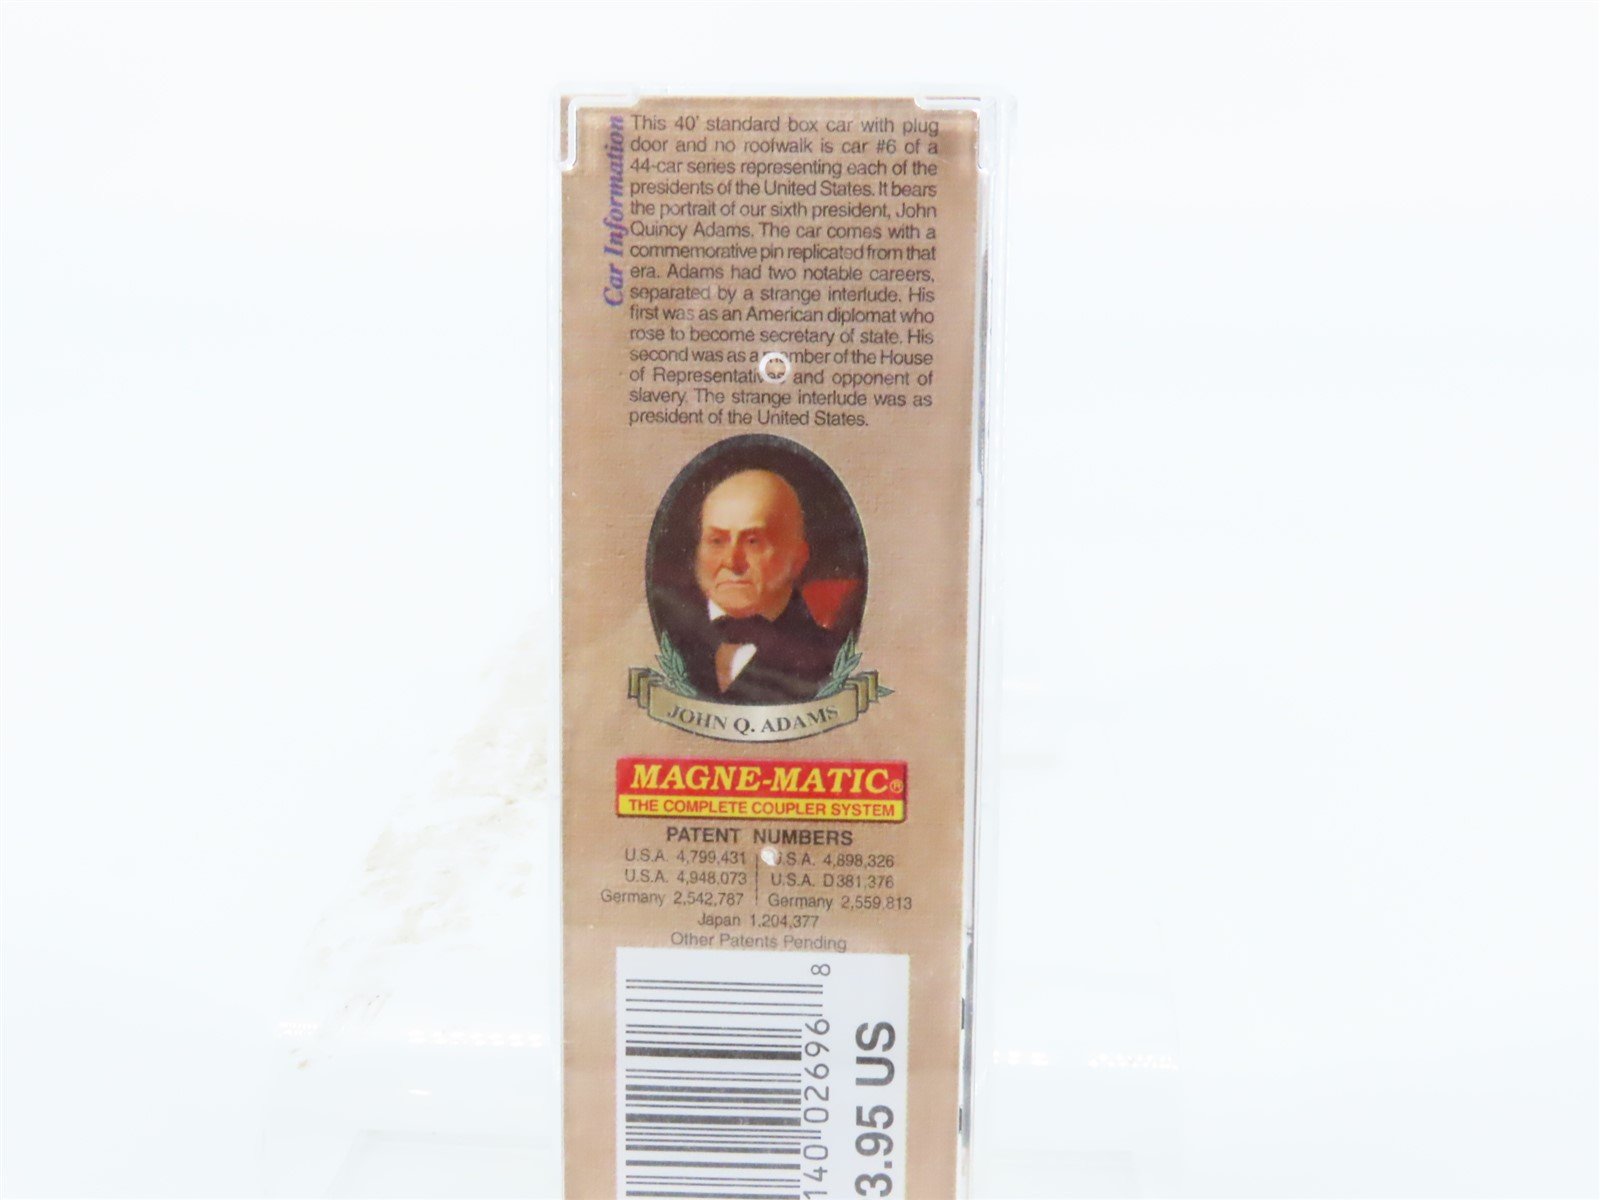 Car Information
This 40' standard box car with plug
door and no roofwalk is car #6 of a
44-car series representing each of the
presidents of the United States. It bears
the portrait of our sixth president, John
Quincy Adams. The car comes with a
commemorative pin replicated from that
era. Adams had two notable careers,
separated by a strange interlude. His
first was as an American diplomat who
rose to become secretary of state. His
second was as a member of the House
of Representatives and opponent of
slavery. The strange interlude was as
president of the United States.
JOHN Q. ADAMS
MAGNE-MATIC®
THE COMPLETE COUPLER SYSTEM
PATENT NUMBERS
U.S.A. 4,799,431 U.S.A. 4,898,326
U.S.A. 4,948,073 U.S.A. D381,376
Germany 2,542,787 Germany 2,559,813
Japan 1,204,377
Other Patents Pending
140 02696 8
3.95 US